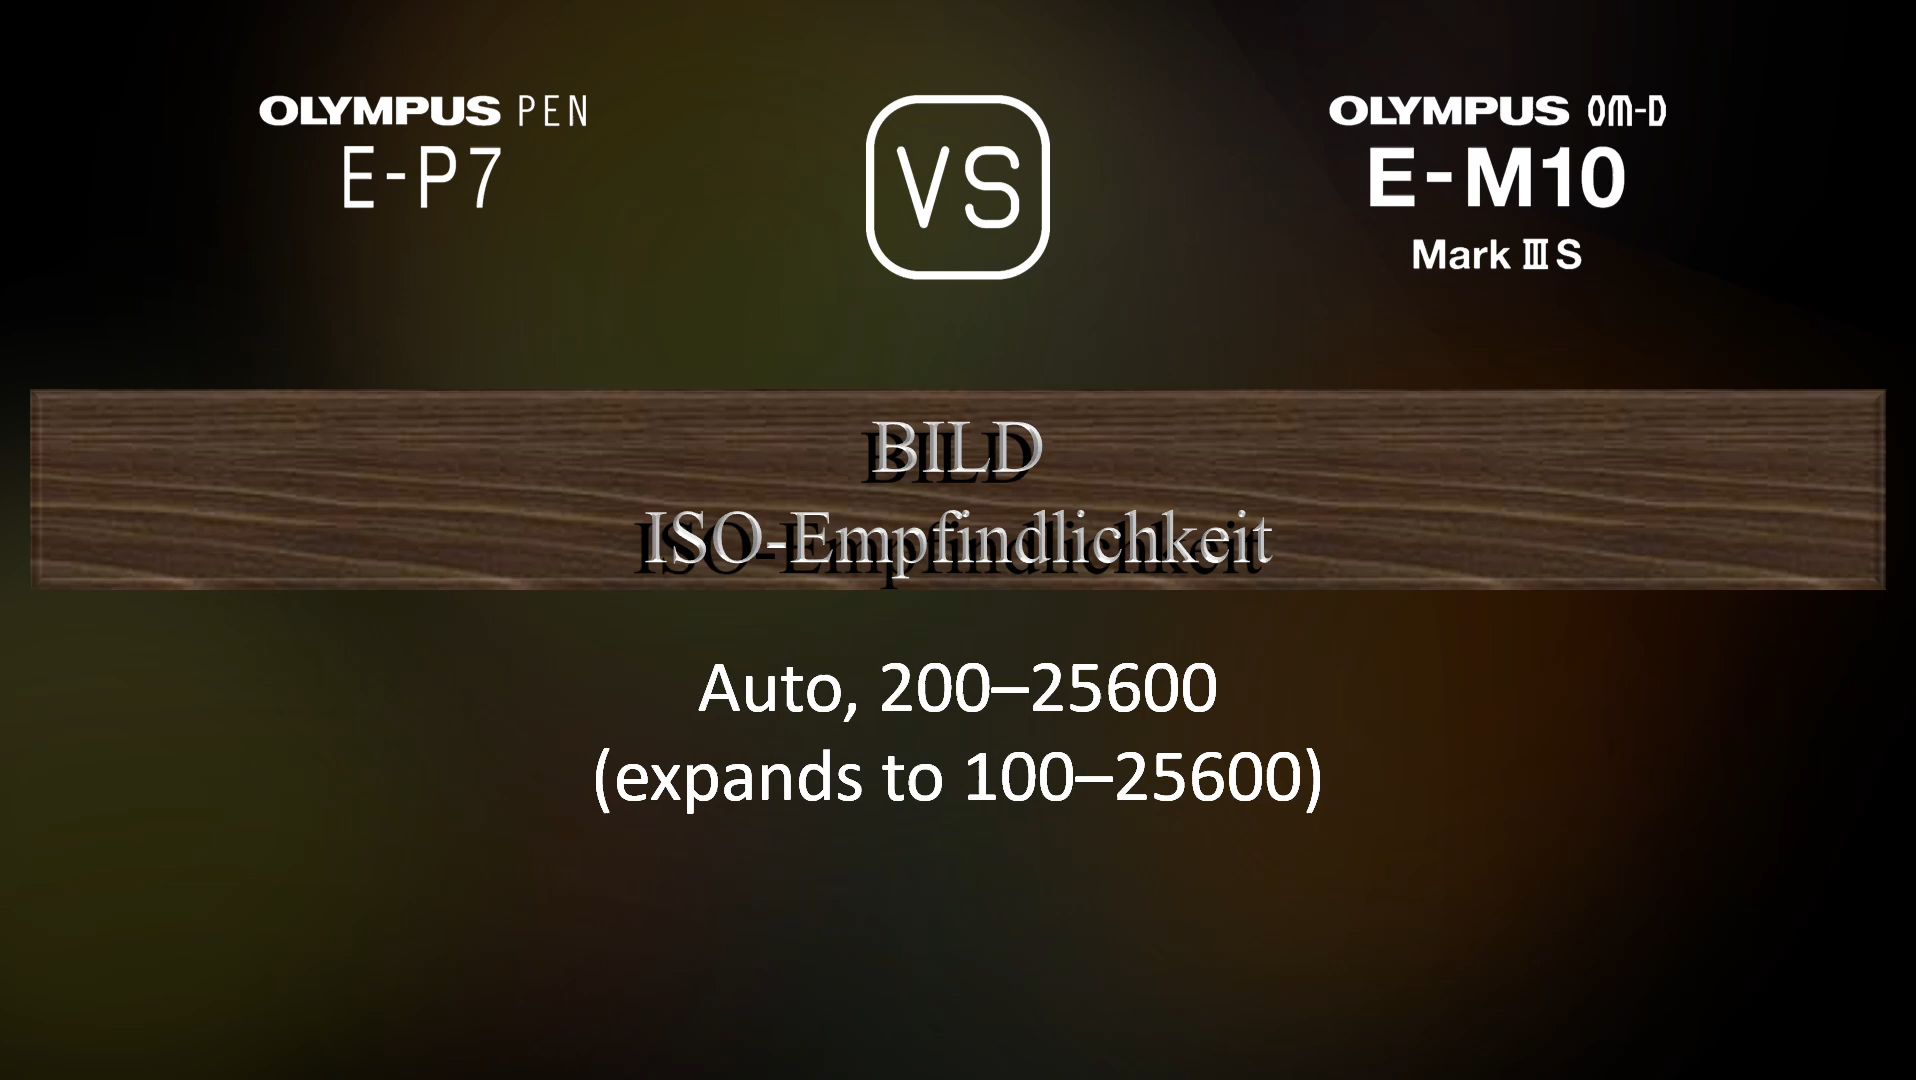 OLYMPUS PEN
E-P7
VS
OLYMPUS OM-D
E-M10
Mark III S
BILD
ISO-Empfindlichkeit
Auto, 200–25600
(expands to 100–25600)